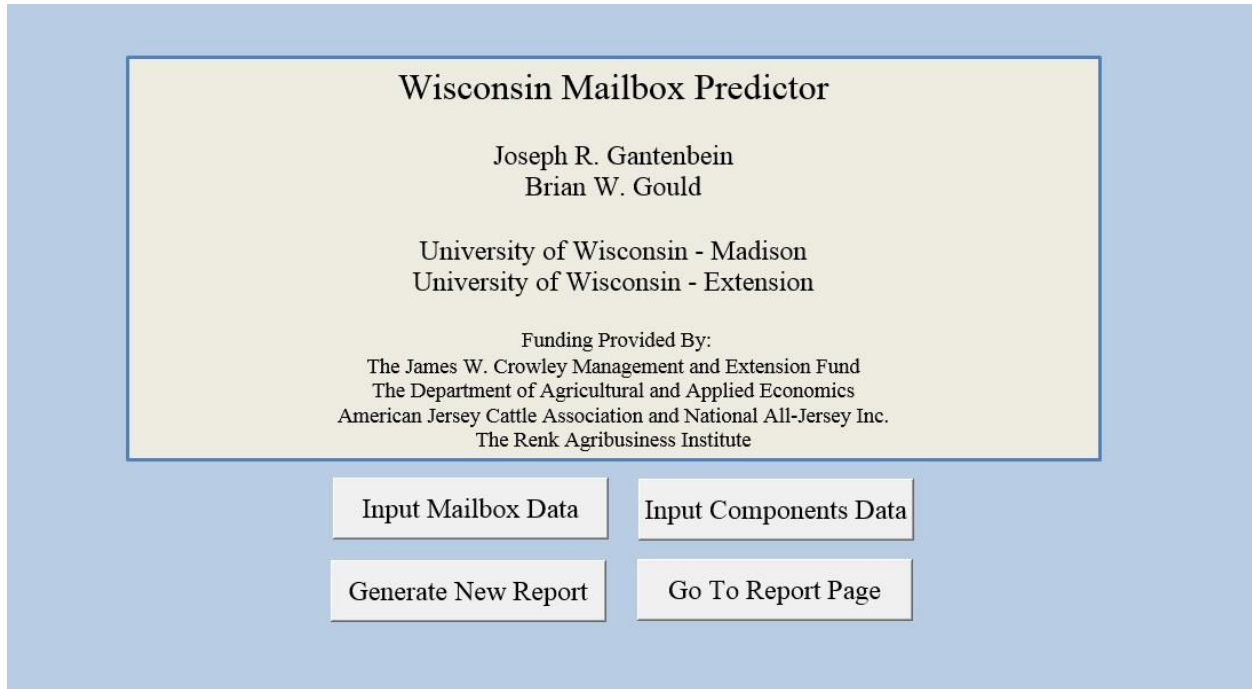 Wisconsin Mailbox Predictor
Joseph R. Gantenbein
Brian W. Gould
University of Wisconsin - Madison
University of Wisconsin - Extension
Funding Provided By:
The James W. Crowley Management and Extension Fund
The Department of Agricultural and Applied Economics
American Jersey Cattle Association and National All-Jersey Inc.
The Renk Agribusiness Institute
Input Mailbox Data
Input Components Data
Generate New Report
Go To Report Page